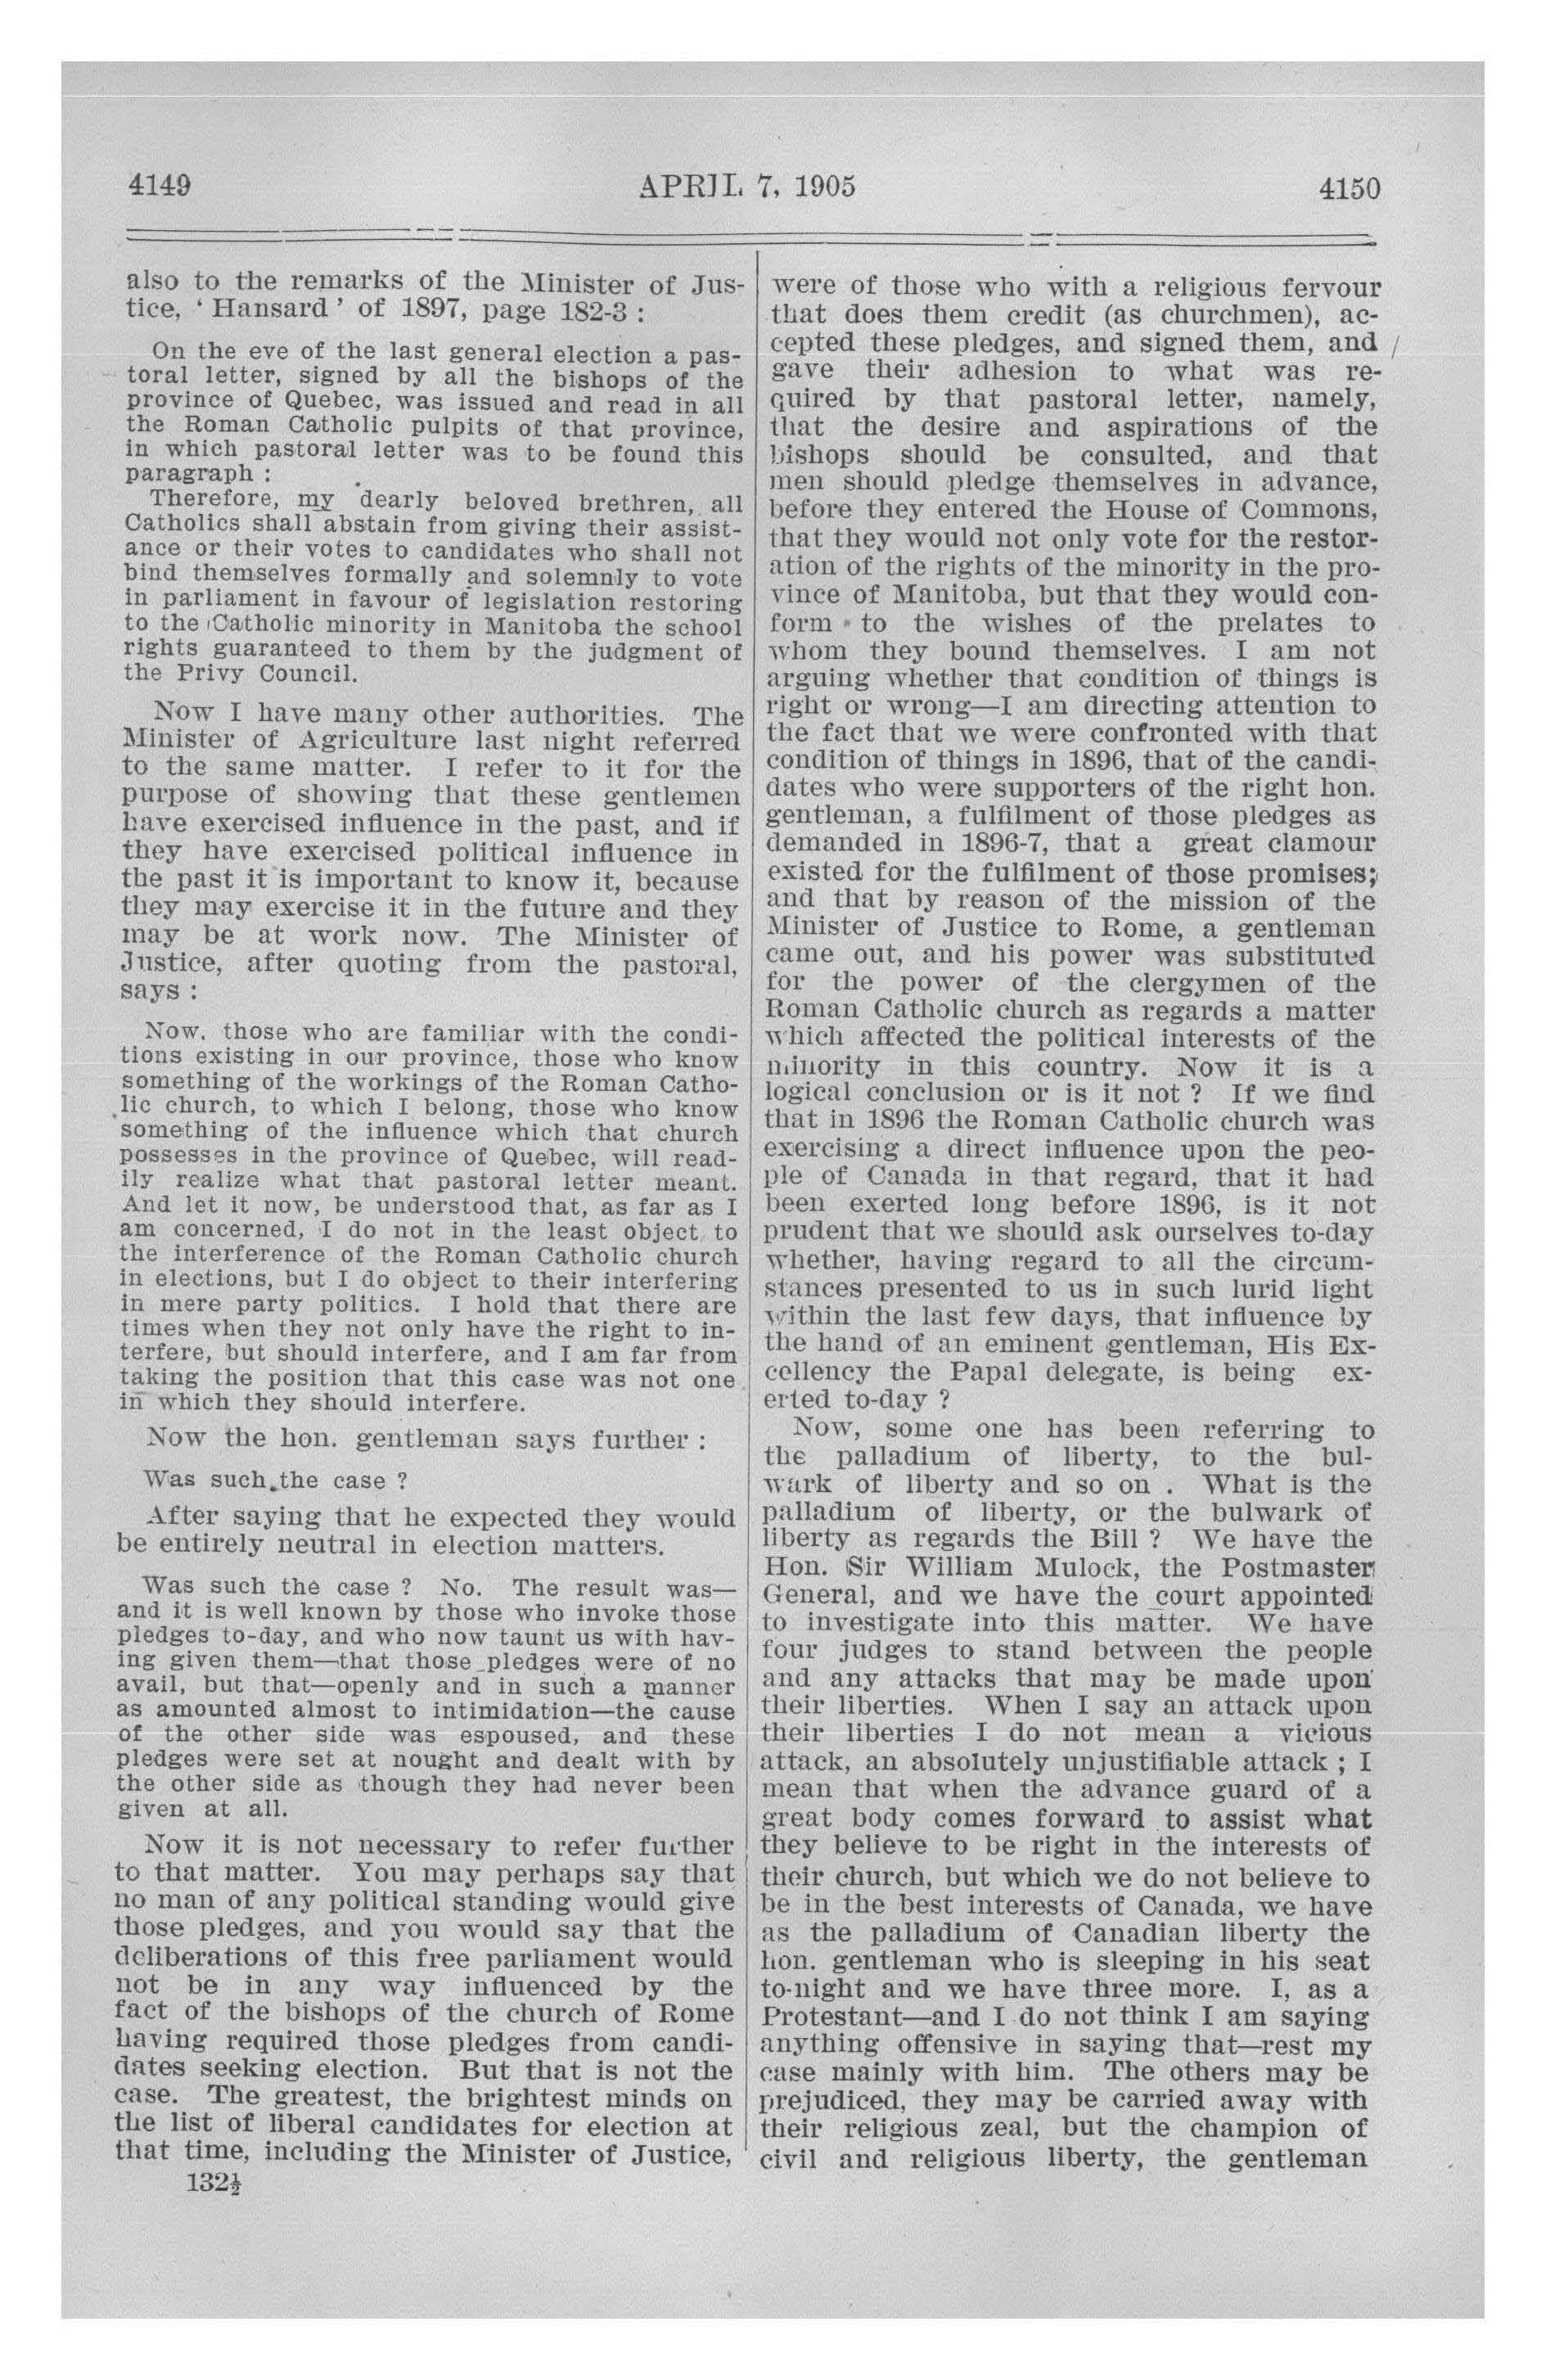 4149 APRIL 7, 1905 4150
also to the remarks of the Minister of Jus-
tice, ‘ Hansard ’ of 1897, page 182-3 :
On the eve of the last general election a pas-
toral letter, signed by all the bishops of the
province of Quebec, was issued and read in all
the Roman Catholic pulpits of that province,
in which pastoral letter was to be found this
paragraph :
Therefore, my dearly beloved brethren, all
Catholics shall abstain from giving their assist-
ance or their votes to candidates who shall not
bind themselves formally and solemnly to vote
in parliament in favour of legislation restoring
to the Catholic minority in Manitoba the school
rights guaranteed to them by the judgment of
the Privy Council.
Now I have many other authorities. The
Minister of Agriculture last night referred
to the same matter. I refer to it for the
purpose of showing that these gentlemen
have exercised influence in the past, and if
they have exercised political influence in
the past it is important to know it, because
they may exercise it in the future and they
may be at work now. The Minister of
Justice, after quoting from the pastoral,
says :
Now, those who are familiar with the condi-
tions existing in our province, those who know
something of the workings of the Roman Catho-
lic church, to which I belong, those who know
something of the influence which that church
possesses in the province of Quebec, will read-
ily realize what that pastoral letter meant.
And let it now, be understood that, as far as I
am concerned, I do not in the least object to
the interference of the Roman Catholic church
in elections, but I do object to their interfering
in mere party politics. I hold that there are
times when they not only have the right to in-
terfere, but should interfere, and I am far from
taking the position that this case was not one
in which they should interfere.
Now the hon. gentleman says further :
Was such the case ?
After saying that he expected they would
be entirely neutral in election matters.
Was such the case ? No. The result was—
and it is well known by those who invoke those
pledges to-day, and who now taunt us with hav-
ing given them—that those pledges were of no
avail, but that—openly and in such a manner
as amounted almost to intimidation—the cause
of the other side was espoused, and these
pledges were set at nought and dealt with by
the other side as though they had never been
given at all.
Now it is not necessary to refer further
to that matter. You may perhaps say that
no man of any political standing would give
those pledges, and you would say that the
deliberations of this free parliament would
not be in any way influenced by the
fact of the bishops of the church of Rome
having required those pledges from candi-
dates seeking election. But that is not the
case. The greatest, the brightest minds on
the list of liberal candidates for election at
that time, including the Minister of Justice,
132½
were of those who with a religious fervour
that does them credit (as churchmen), ac-
cepted these pledges, and signed them, and
gave their adhesion to what was re-
quired by that pastoral letter, namely,
that the desire and aspirations of the
bishops should be consulted, and that
men should pledge themselves in advance,
before they entered the House of Commons,
that they would not only vote for the restor-
ation of the rights of the minority in the pro-
vince of Manitoba, but that they would con-
form to the wishes of the prelates to
whom they bound themselves. I am not
arguing whether that condition of things is
right or wrong—I am directing attention to
the fact that we were confronted with that
condition of things in 1896, that of the candi-
dates who were supporters of the right hon.
gentleman, a fulfilment of those pledges as
demanded in 1896-7, that a great clamour
existed for the fulfilment of those promises;
and that by reason of the mission of the
Minister of Justice to Rome, a gentleman
came out, and his power was substituted
for the power of the clergymen of the
Roman Catholic church as regards a matter
which affected the political interests of the
minority in this country. Now it is a
logical conclusion or is it not ? If we find
that in 1896 the Roman Catholic church was
exercising a direct influence upon the peo-
ple of Canada in that regard, that it had
been exerted long before 1896, is it not
prudent that we should ask ourselves to-day
whether, having regard to all the circum-
stances presented to us in such lurid light
within the last few days, that influence by
the hand of an eminent gentleman, His Ex-
cellency the Papal delegate, is being ex-
erted to-day ?
Now, some one has been referring to
the palladium of liberty, to the bul-
wark of liberty and so on . What is the
palladium of liberty, or the bulwark of
liberty as regards the Bill ? We have the
Hon. Sir William Mulock, the Postmaster
General, and we have the court appointed
to investigate into this matter. We have
four judges to stand between the people
and any attacks that may be made upon
their liberties. When I say an attack upon
their liberties I do not mean a vicious
attack, an absolutely unjustifiable attack ; I
mean that when the advance guard of a
great body comes forward to assist what
they believe to be right in the interests of
their church, but which we do not believe to
be in the best interests of Canada, we have
as the palladium of Canadian liberty the
hon. gentleman who is sleeping in his seat
to-night and we have three more. I, as a
Protestant—and I do not think I am saying
anything offensive in saying that—rest my
case mainly with him. The others may be
prejudiced, they may be carried away with
their religious zeal, but the champion of
civil and religious liberty, the gentleman